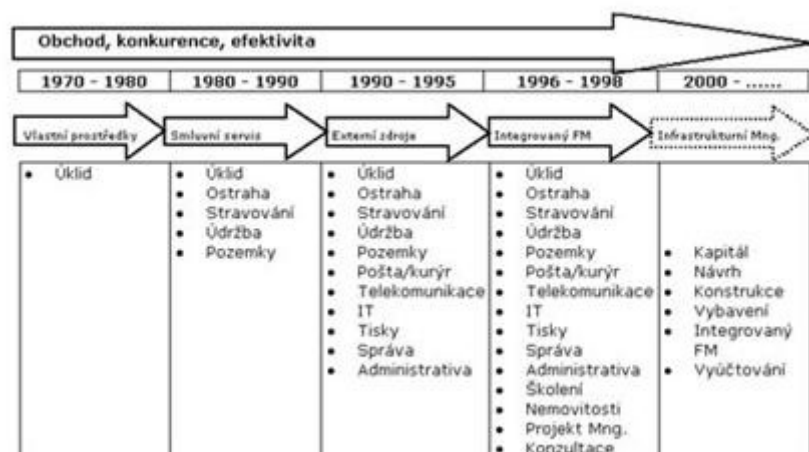 Obchod, konkurence, efektivita
1970 - 1980
1980 - 1990
1990 - 1995
1996 - 1998
2000 - ......
Vlastní prostředky
Smluvní servis
Externí zdroje
Integrovaný FM
Infrastrukturní Mng.
• Úklid
• Úklid
• Ostraha
• Stravování
• Údržba
• Pozemky
• Úklid
• Ostraha
• Stravování
• Údržba
• Pozemky
• Pošta/kurýr
• Telekomunikace
• IT
• Tisky
• Správa
• Administrativa
• Úklid
• Ostraha
• Stravování
• Údržba
• Pozemky
• Pošta/kurýr
• Telekomunikace
• IT
• Tisky
• Správa
• Administrativa
• Školení
• Nemovitosti
• Projekt Mng.
• Konzultace
• Kapitál
• Návrh
• Konstrukce
• Vybavení
• Integrovaný
FM
• Vyúčtování